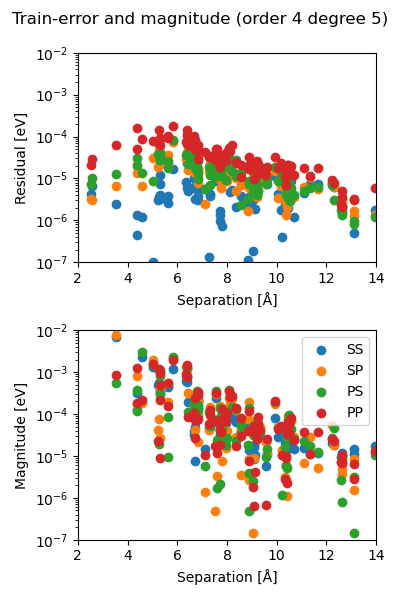 Train-error and magnitude (order 4 degree 5)
10⁻²
10⁻³
10⁻⁴
10⁻⁵
10⁻⁶
10⁻⁷
Residual [eV]
2 4 6 8 10 12 14
Separation [Å]
10⁻²
10⁻³
10⁻⁴
10⁻⁵
10⁻⁶
10⁻⁷
Magnitude [eV]
SS
SP
PS
PP
2 4 6 8 10 12 14
Separation [Å]